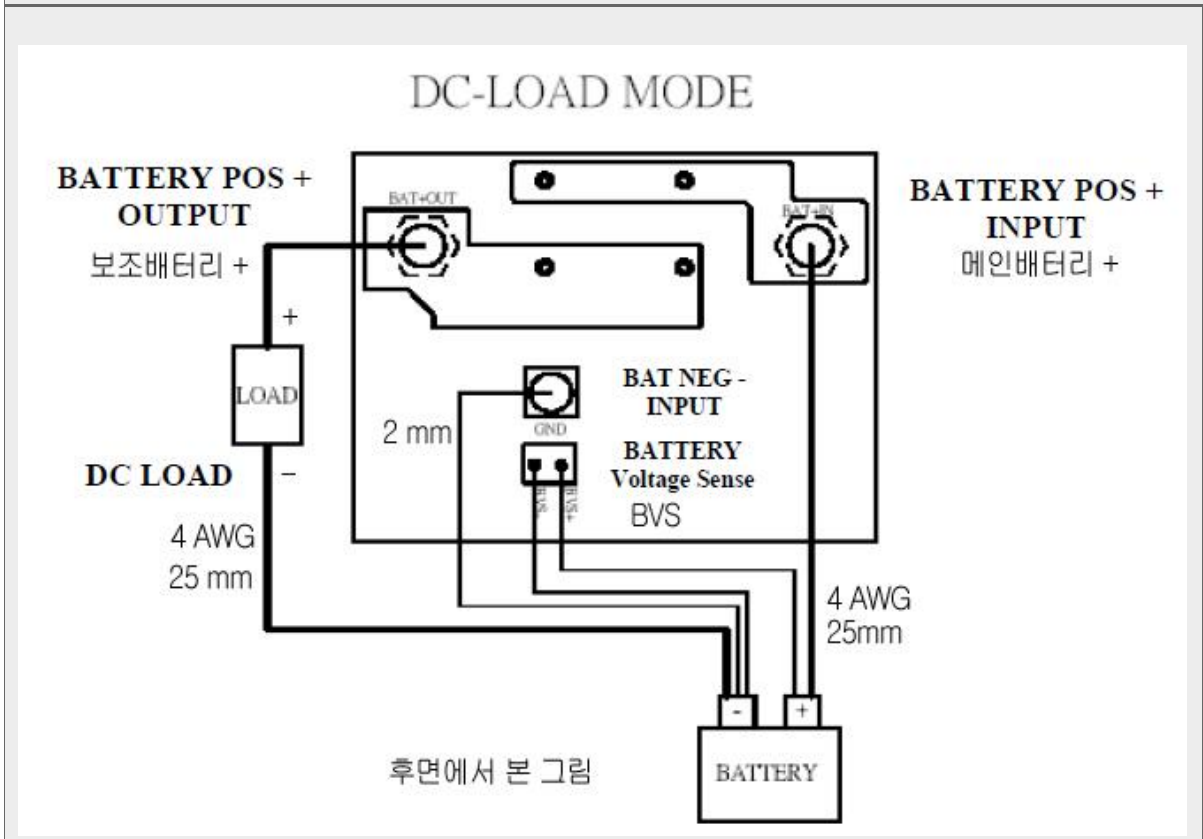 DC-LOAD MODE
BATTERY POS +
OUTPUT
보조배터리 +
BAT+OUT
BAT+IN
BATTERY POS +
INPUT
메인배터리 +
+
LOAD
-
DC LOAD
4 AWG
25 mm
2 mm
BAT NEG -
INPUT
GND
BATTERY
Voltage Sense
BVS
BVS-
BVS+
4 AWG
25mm
-
+
BATTERY
후면에서 본 그림